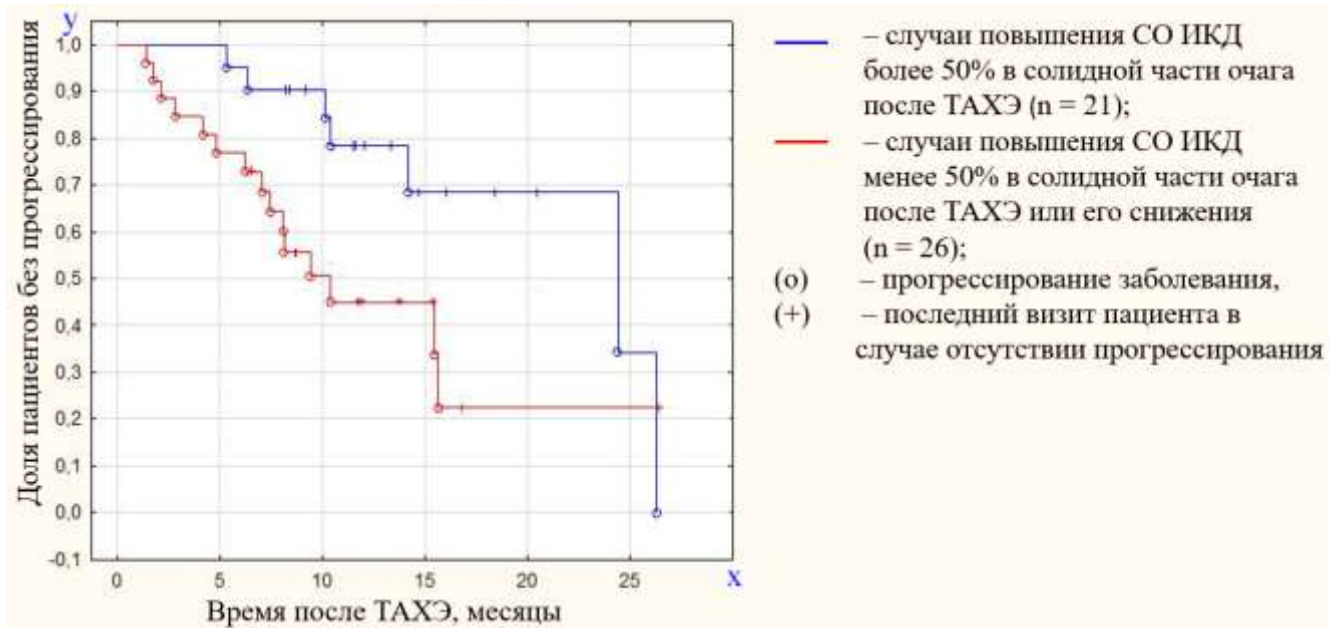 y
Доля пациентов без прогрессирования
1,0
0,9
0,8
0,7
0,6
0,5
0,4
0,3
0,2
0,1
0,0
-0,1
0 5 10 15 20 25
x
Время после ТАХЭ, месяцы
– случаи повышения СО ИКД
более 50% в солидной части очага
после ТАХЭ (n = 21);
– случаи повышения СО ИКД
менее 50% в солидной части очага
после ТАХЭ или его снижения
(n = 26);
(o) – прогрессирование заболевания,
(+) – последний визит пациента в
случае отсутствии прогрессирования